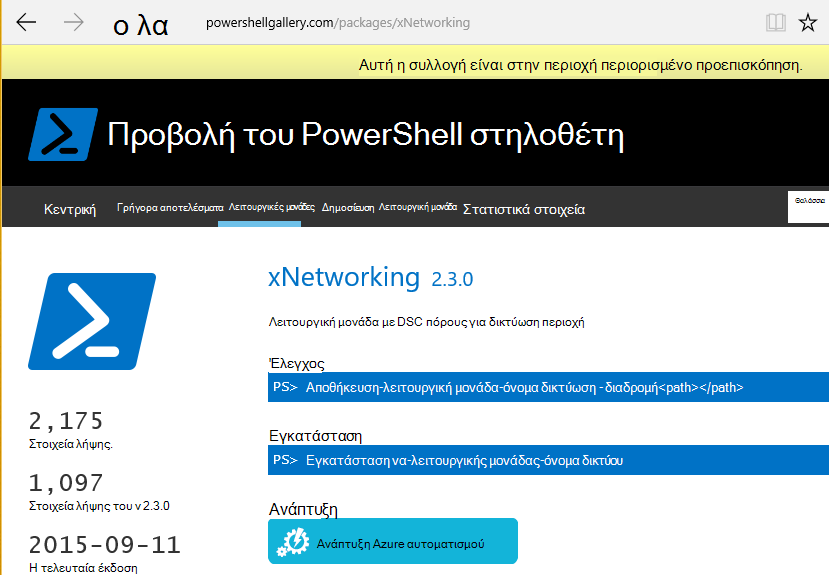 ο λα powershellgallery.com/packages/xNetworking
Αυτή η συλλογή είναι στην περιοχή περιορισμένο προεπισκόπηση.
Προβολή του PowerShell στηλοθέτη
Κεντρική Γρήγορα αποτελέσματα Λειτουργικές μονάδες Δημοσίευση Λειτουργική μονάδα Στατιστικά στοιχεία Θαλάσσια
xNetworking 2.3.0
Λειτουργική μονάδα με DSC πόρους για δικτύωση περιοχή
Έλεγχος
PS> Αποθήκευση-λειτουργική μονάδα-όνομα δικτύωση - διαδρομή<path></path>
2,175
Στοιχεία λήψης.
Εγκατάσταση
PS> Εγκατάσταση να-λειτουργικής μονάδας-όνομα δικτύου
1,097
Στοιχεία λήψης του v 2.3.0
Ανάπτυξη
Ανάπτυξη Azure αυτοματισμού
2015-09-11
Η τελευταία έκδοση